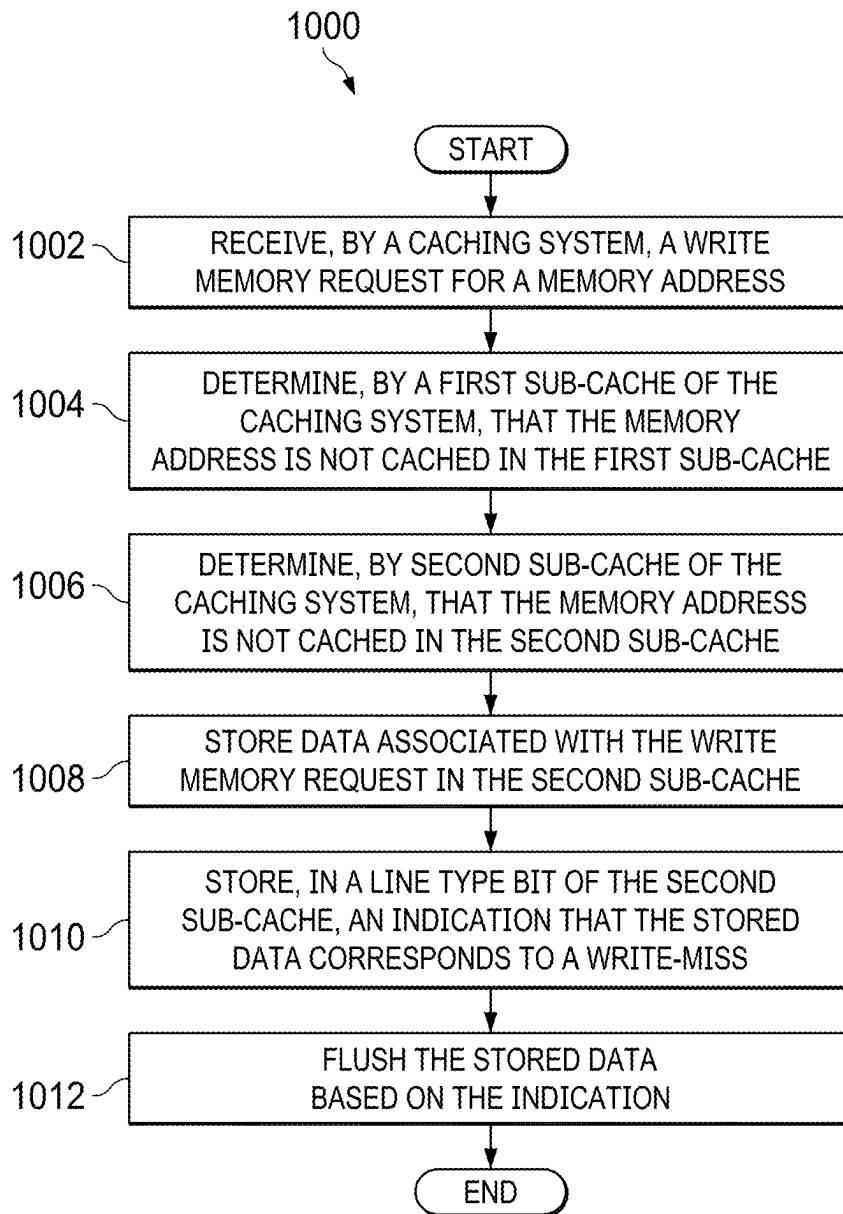 1000
START
1002
RECEIVE, BY A CACHING SYSTEM, A WRITE
MEMORY REQUEST FOR A MEMORY ADDRESS
1004
DETERMINE, BY A FIRST SUB-CACHE OF THE
CACHING SYSTEM, THAT THE MEMORY
ADDRESS IS NOT CACHED IN THE FIRST SUB-CACHE
1006
DETERMINE, BY SECOND SUB-CACHE OF THE
CACHING SYSTEM, THAT THE MEMORY ADDRESS
IS NOT CACHED IN THE SECOND SUB-CACHE
1008
STORE DATA ASSOCIATED WITH THE WRITE
MEMORY REQUEST IN THE SECOND SUB-CACHE
1010
STORE, IN A LINE TYPE BIT OF THE SECOND
SUB-CACHE, AN INDICATION THAT THE STORED
DATA CORRESPONDS TO A WRITE-MISS
1012
FLUSH THE STORED DATA
BASED ON THE INDICATION
END